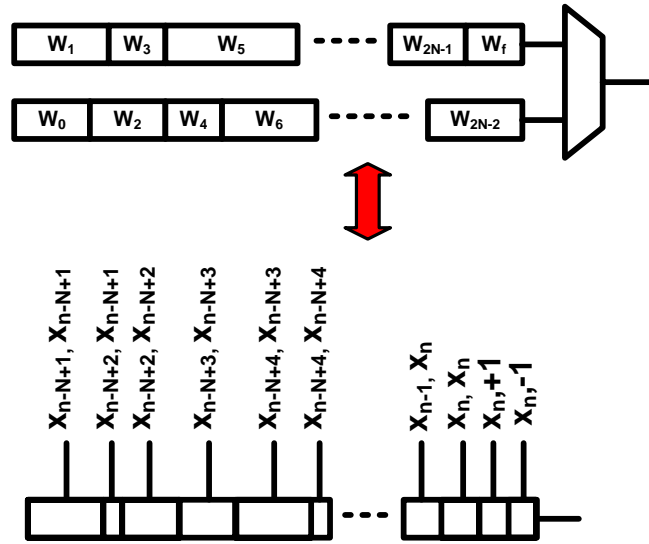 W₁ W₃ W₅ W₂N-1 Wf
W₀ W₂ W₄ W₆ W₂N-2
Xn-N+1, Xn-N+1
Xn-N+2, Xn-N+1
Xn-N+2, Xn-N+2
Xn-N+3, Xn-N+3
Xn-N+4, Xn-N+3
Xn-N+4, Xn-N+4
Xn-1, Xn
Xn, Xn
Xn,+1
Xn,-1